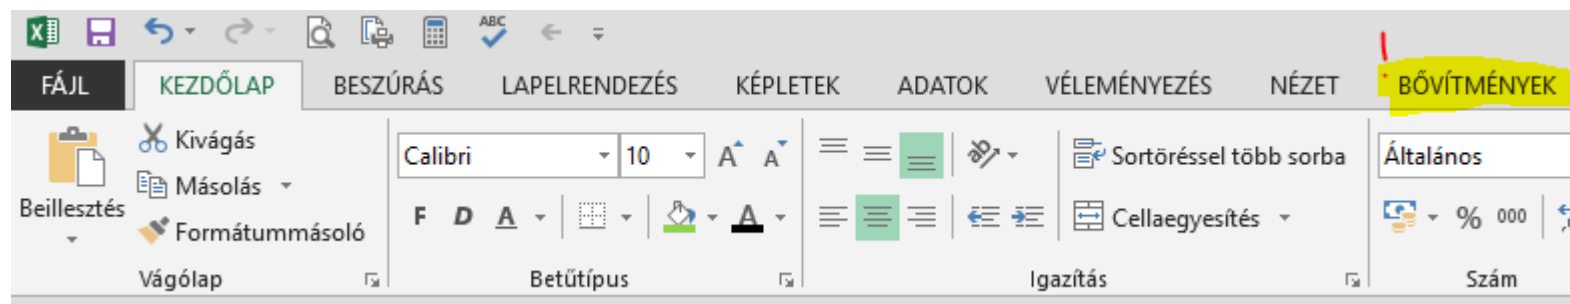 ABC
FÁJL KEZDŐLAP BESZÚRÁS LAPELRENDEZÉS KÉPLETEK ADATOK VÉLEMÉNYEZÉS NÉZET BŐVÍTMÉNYEK
Kivágás
Calibri 10 A A Sortöréssel több sorba Általános
Másolás
Beillesztés
F D A A Cellaegyesítés % 000
Formátummásoló
Vágólap Betűtípus Igazítás Szám